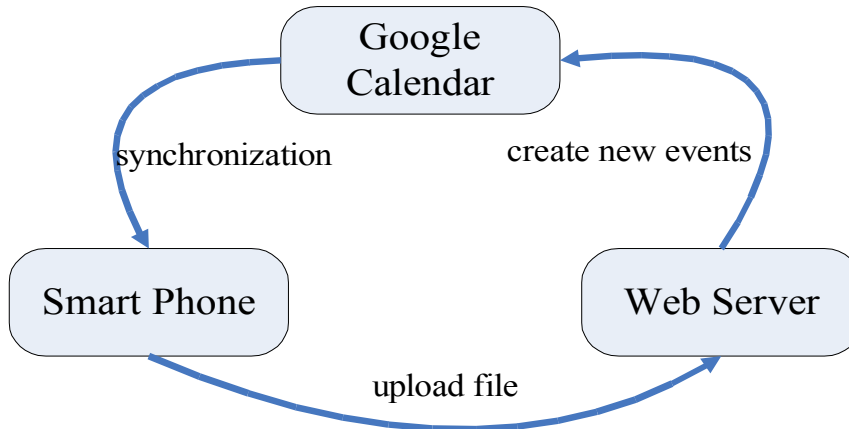 Google
Calendar
synchronization
create new events
Smart Phone
Web Server
upload file